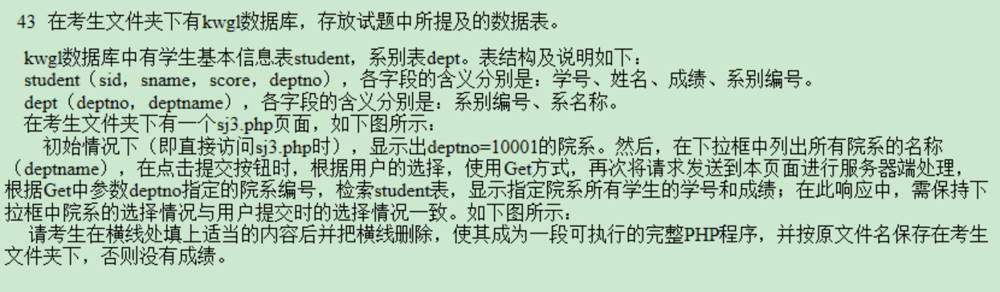 43 在考生文件夹下有kwgl数据库，存放试题中所提及的数据表。
kwgl数据库中有学生基本信息表student，系别表dept。表结构及说明如下：
student（sid，sname，score，deptno），各字段的含义分别是：学号、姓名、成绩、系别编号。
dept（deptno，deptname），各字段的含义分别是：系别编号、系名称。
在考生文件夹下有一个sj3.php页面，如下图所示：
初始情况下（即直接访问sj3.php时），显示出deptno=10001的院系。然后，在下拉框中列出所有院系的名称
（deptname），在点击提交按钮时，根据用户的选择，使用Get方式，再次将请求发送到本页面进行服务器端处理，
根据Get中参数deptno指定的院系编号，检索student表，显示指定院系所有学生的学号和成绩；在此响应中，需保持下
拉框中院系的选择情况与用户提交时的选择情况一致。如下图所示：
请考生在横线处填上适当的内容后并把横线删除，使其成为一段可执行的完整PHP程序，并按原文件名保存在考生
文件夹下，否则没有成绩。